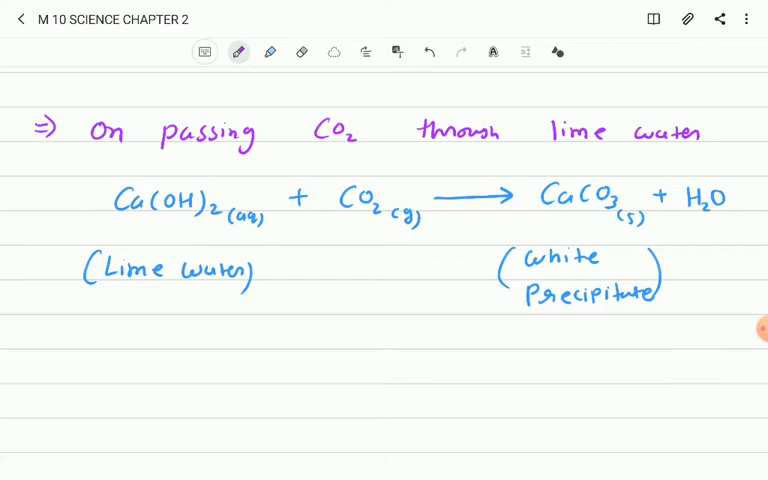 M 10 SCIENCE CHAPTER 2
⇒ On passing CO₂ through lime water
Ca(OH)₂ (aq) + CO₂ (g) ⟶ CaCO₃ (s) + H₂O
(Lime water) (White
Precipitate)